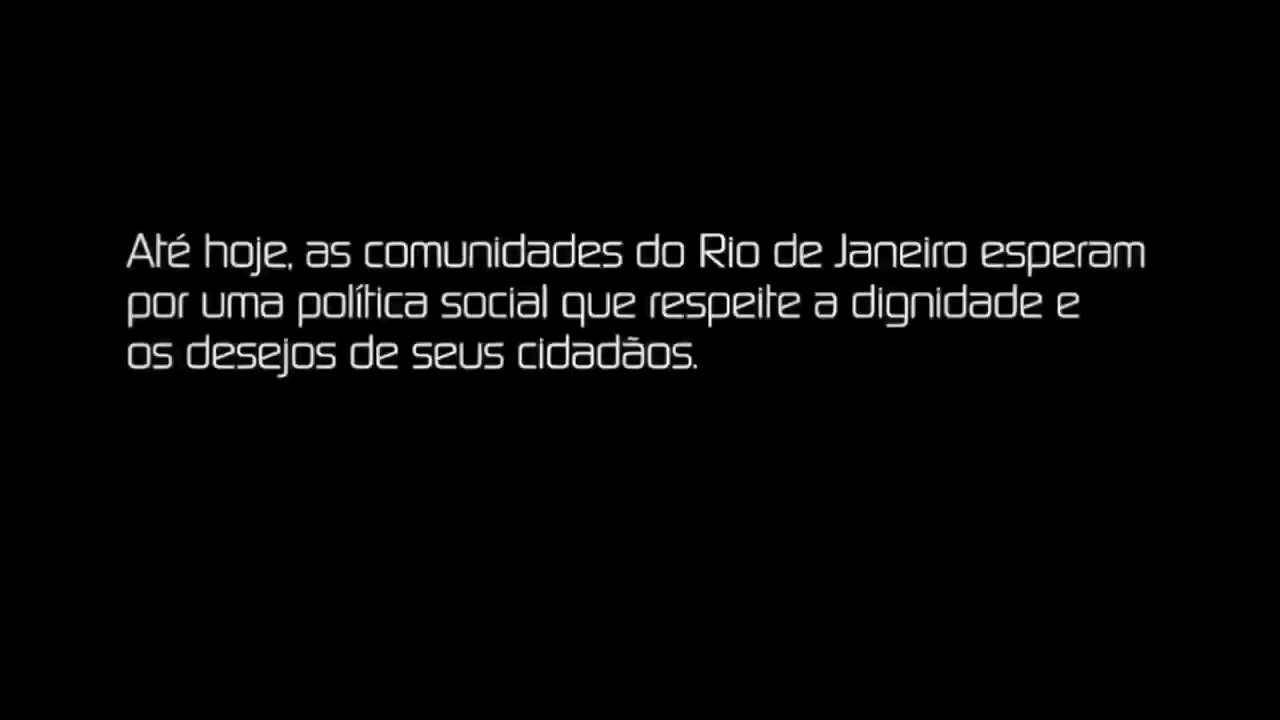 Até hoje, as comunidades do Rio de Janeiro esperam
por uma política social que respeite a dignidade e
os desejos de seus cidadãos.